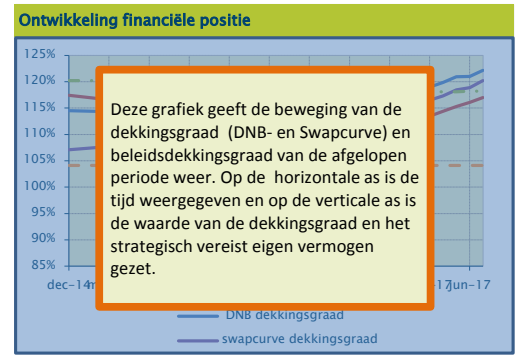 Ontwikkeling financiële positie
125%
120%
115%
110%
105%
100%
95%
90%
85%
Deze grafiek geeft de beweging van de
dekkingsgraad (DNB- en Swapcurve) en
beleidsdekkingsgraad van de afgelopen
periode weer. Op de horizontale as is de
tijd weergegeven en op de verticale as is
de waarde van de dekkingsgraad en het
strategisch vereist eigen vermogen
gezet.
dec-14 jun-17
DNB dekkingsgraad
swapcurve dekkingsgraad